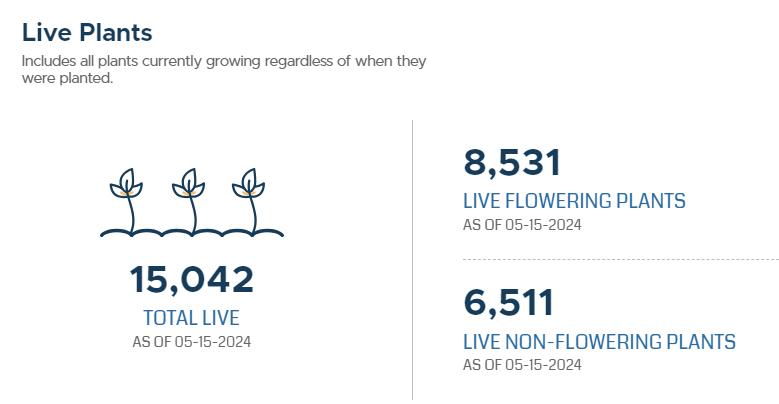 Live Plants
Includes all plants currently growing regardless of when they
were planted.
15,042
TOTAL LIVE
AS OF 05-15-2024
8,531
LIVE FLOWERING PLANTS
AS OF 05-15-2024
6,511
LIVE NON-FLOWERING PLANTS
AS OF 05-15-2024